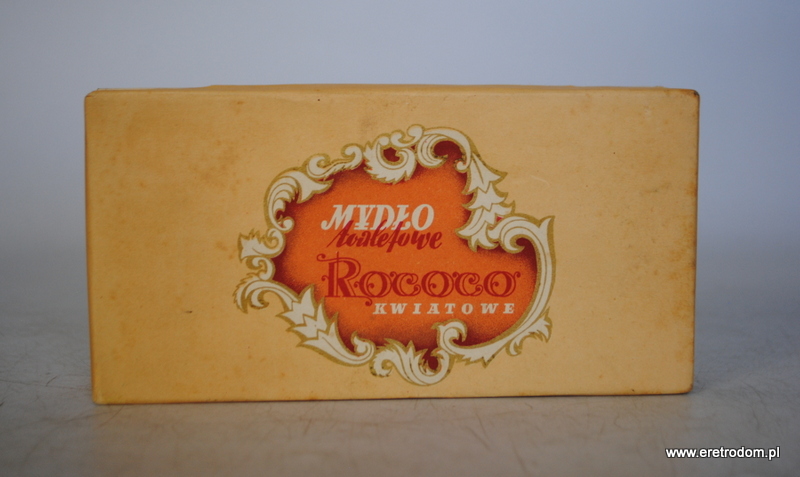 MYDŁO
toaletowe
Rococo
KWIATOWE
www.eretrodom.pl